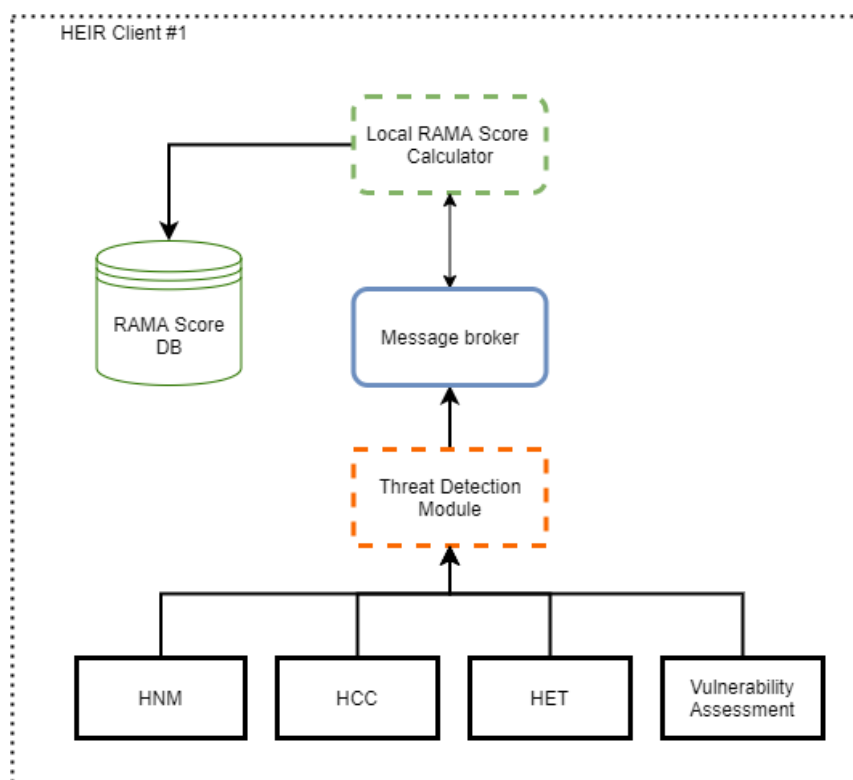 HEIR Client #1
Local RAMA Score
Calculator
RAMA Score
DB
Message broker
Threat Detection
Module
HNM
HCC
HET
Vulnerability
Assessment